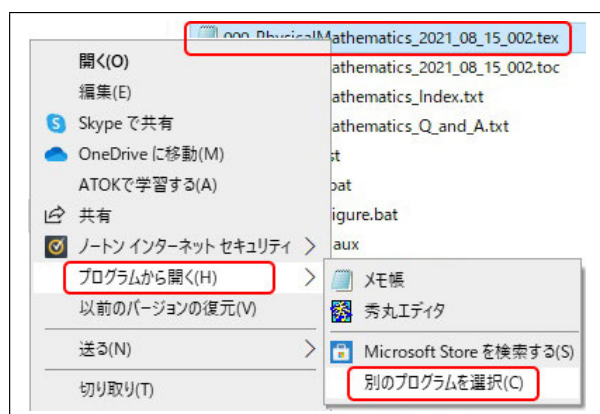 000_PhysicalMathematics_2021_08_15_002.tex
開く(O)
athematics_2021_08_15_002.toc
編集(E)
athematics_Index.txt
Skype で共有
athematics_Q_and_A.txt
OneDrive に移動(M)
st
ATOKで学習する(A)
bat
共有
igure.bat
ノートン インターネット セキュリティ
aux
プログラムから開く(H)
メモ帳
以前のバージョンの復元(V)
秀丸エディタ
送る(N)
Microsoft Store を検索する(S)
別のプログラムを選択(C)
切り取り(T)